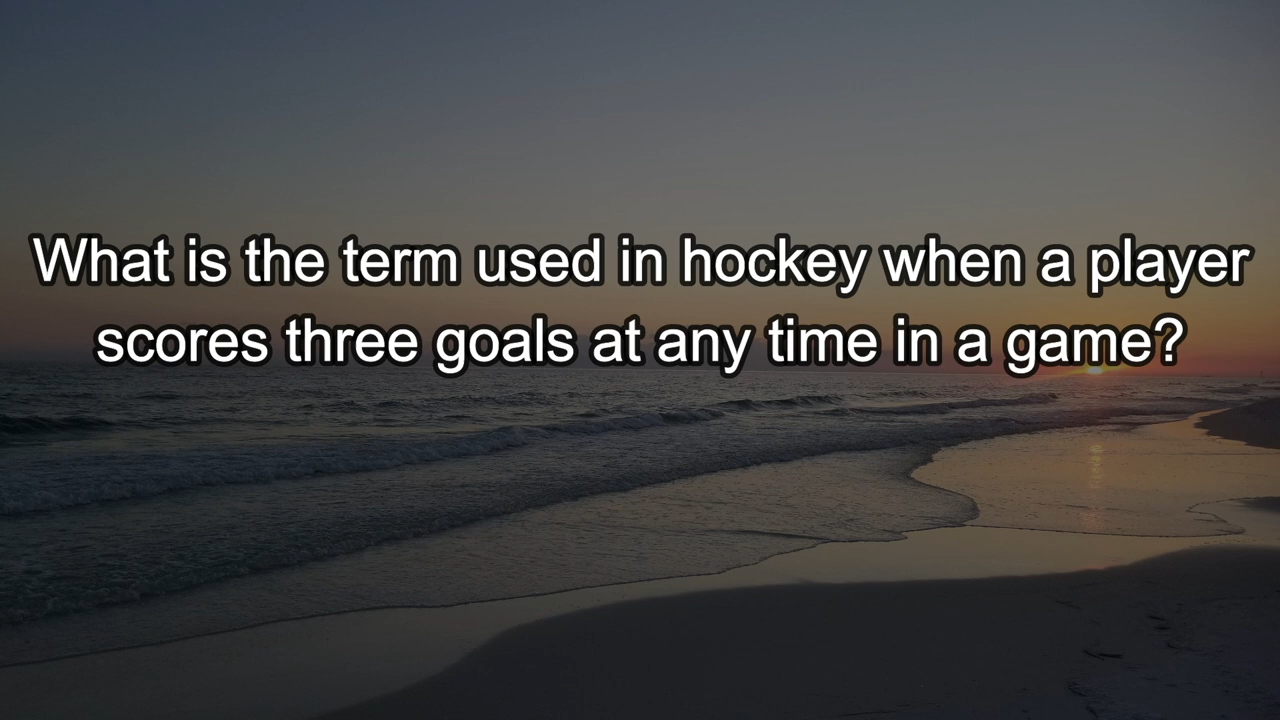 What is the term used in hockey when a player
scores three goals at any time in a game?